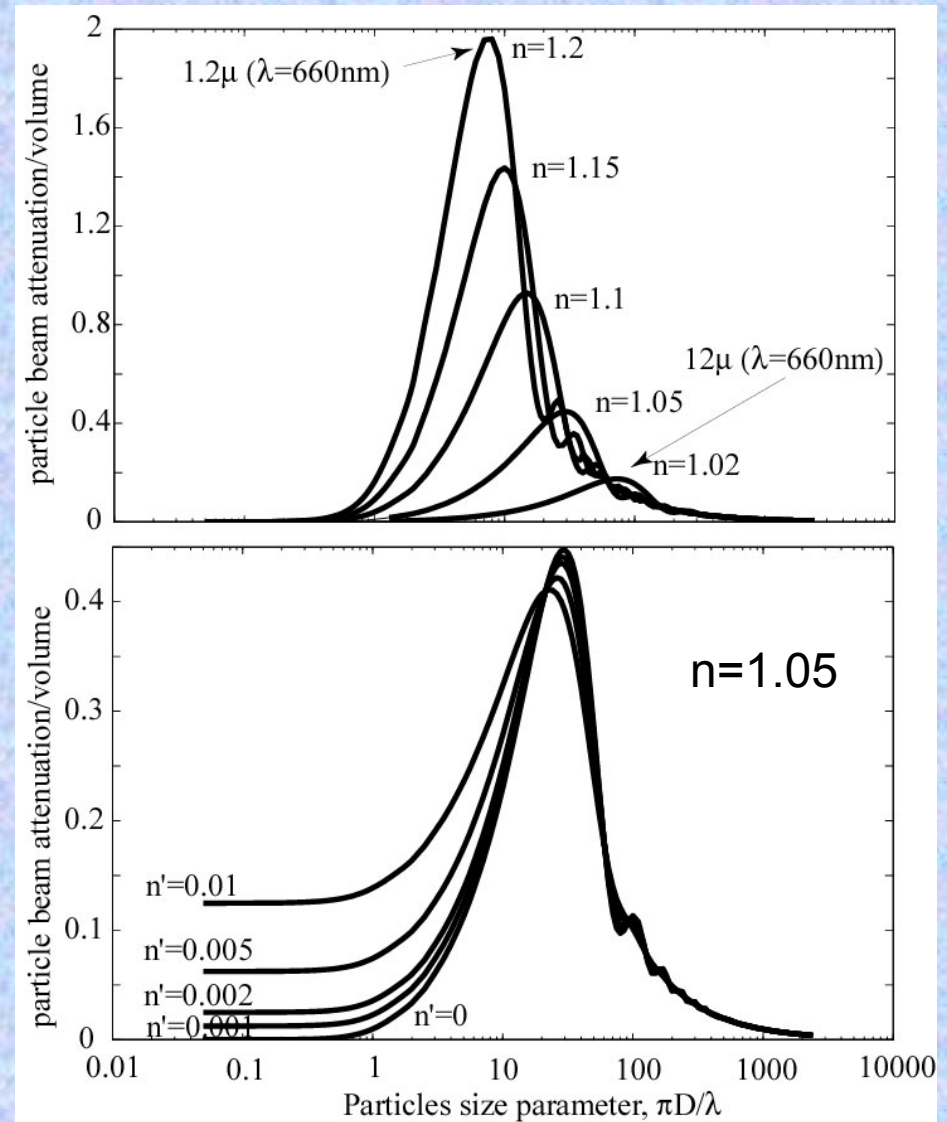 2
1.2μ (λ=660nm)
n=1.2
1.6
n=1.15
1.2
n=1.1
0.8
12μ (λ=660nm)
n=1.05
0.4
n=1.02
0
particle beam attenuation/volume
0.4
n=1.05
0.3
0.2
n'=0.01
0.1
n'=0.005
n'=0.002
n'=0.001
n'=0
0
particle beam attenuation/volume
0.01 0.1 1 10 100 1000 10000
Particles size parameter, πD/λ